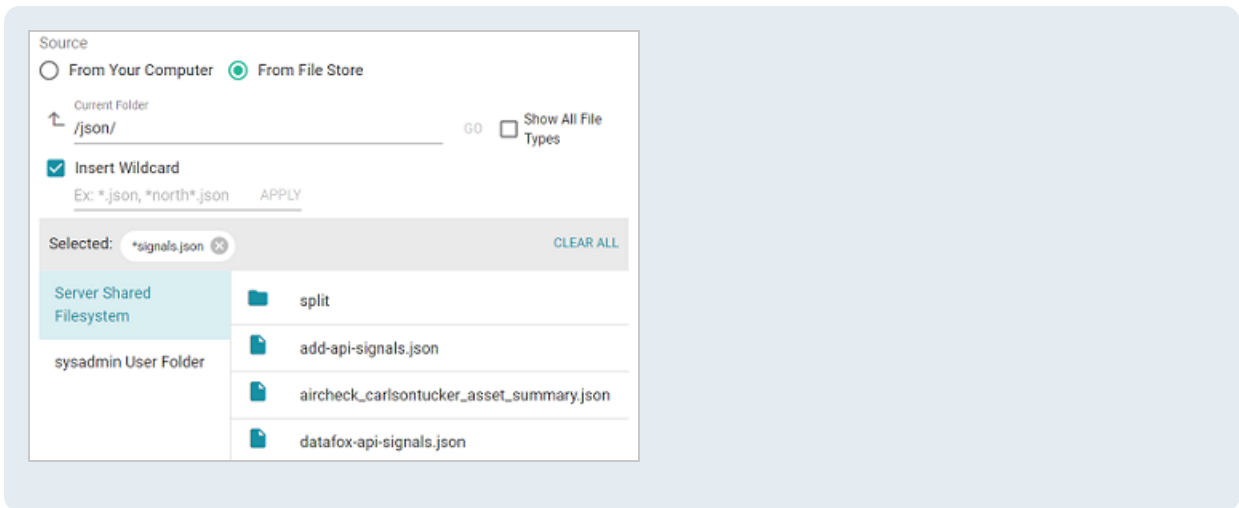 Source
From Your Computer From File Store
Current Folder
/json/
GO
Show All File
Types
Insert Wildcard
Ex: *.json, *north*.json APPLY
Selected: *signals.json CLEAR ALL
Server Shared
Filesystem
sysadmin User Folder
split
add-api-signals.json
aircheck_carlsontucker_asset_summary.json
datafox-api-signals.json